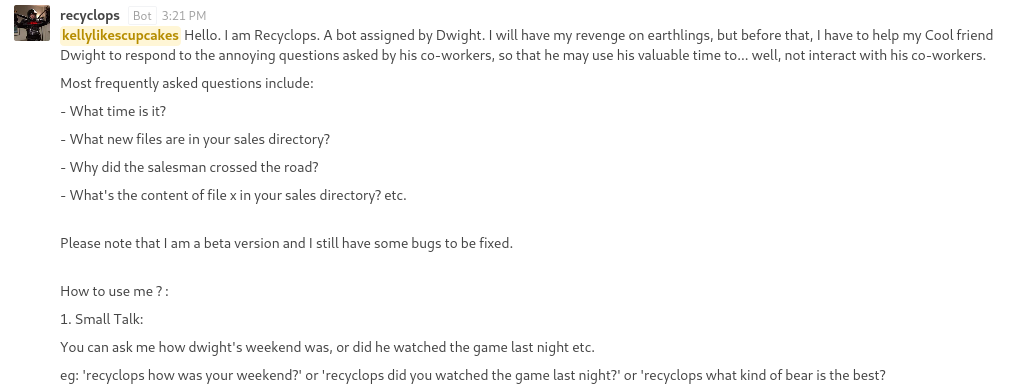 recyclops Bot 3:21 PM
kellylikescupcakes Hello. I am Recyclops. A bot assigned by Dwight. I will have my revenge on earthlings, but before that, I have to help my Cool friend
Dwight to respond to the annoying questions asked by his co-workers, so that he may use his valuable time to... well, not interact with his co-workers.
Most frequently asked questions include:
- What time is it?
- What new files are in your sales directory?
- Why did the salesman crossed the road?
- What's the content of file x in your sales directory? etc.
Please note that I am a beta version and I still have some bugs to be fixed.
How to use me ? :
1. Small Talk:
You can ask me how dwight's weekend was, or did he watched the game last night etc.
eg: 'recyclops how was your weekend?' or 'recyclops did you watched the game last night?' or 'recyclops what kind of bear is the best?